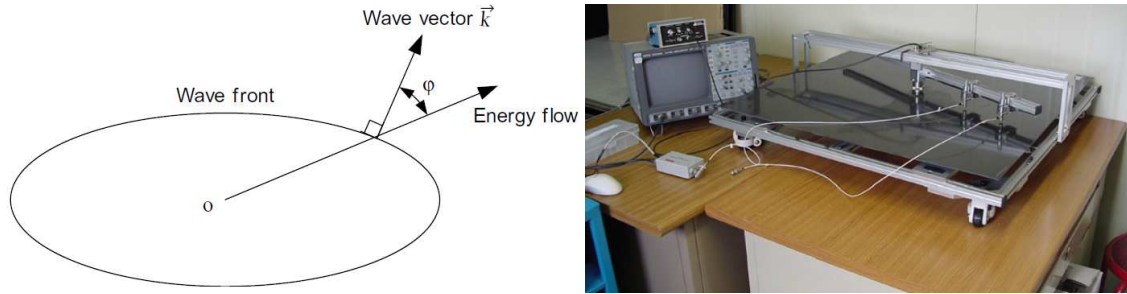 Wave vector k⃗
Wave front
φ
Energy flow
o